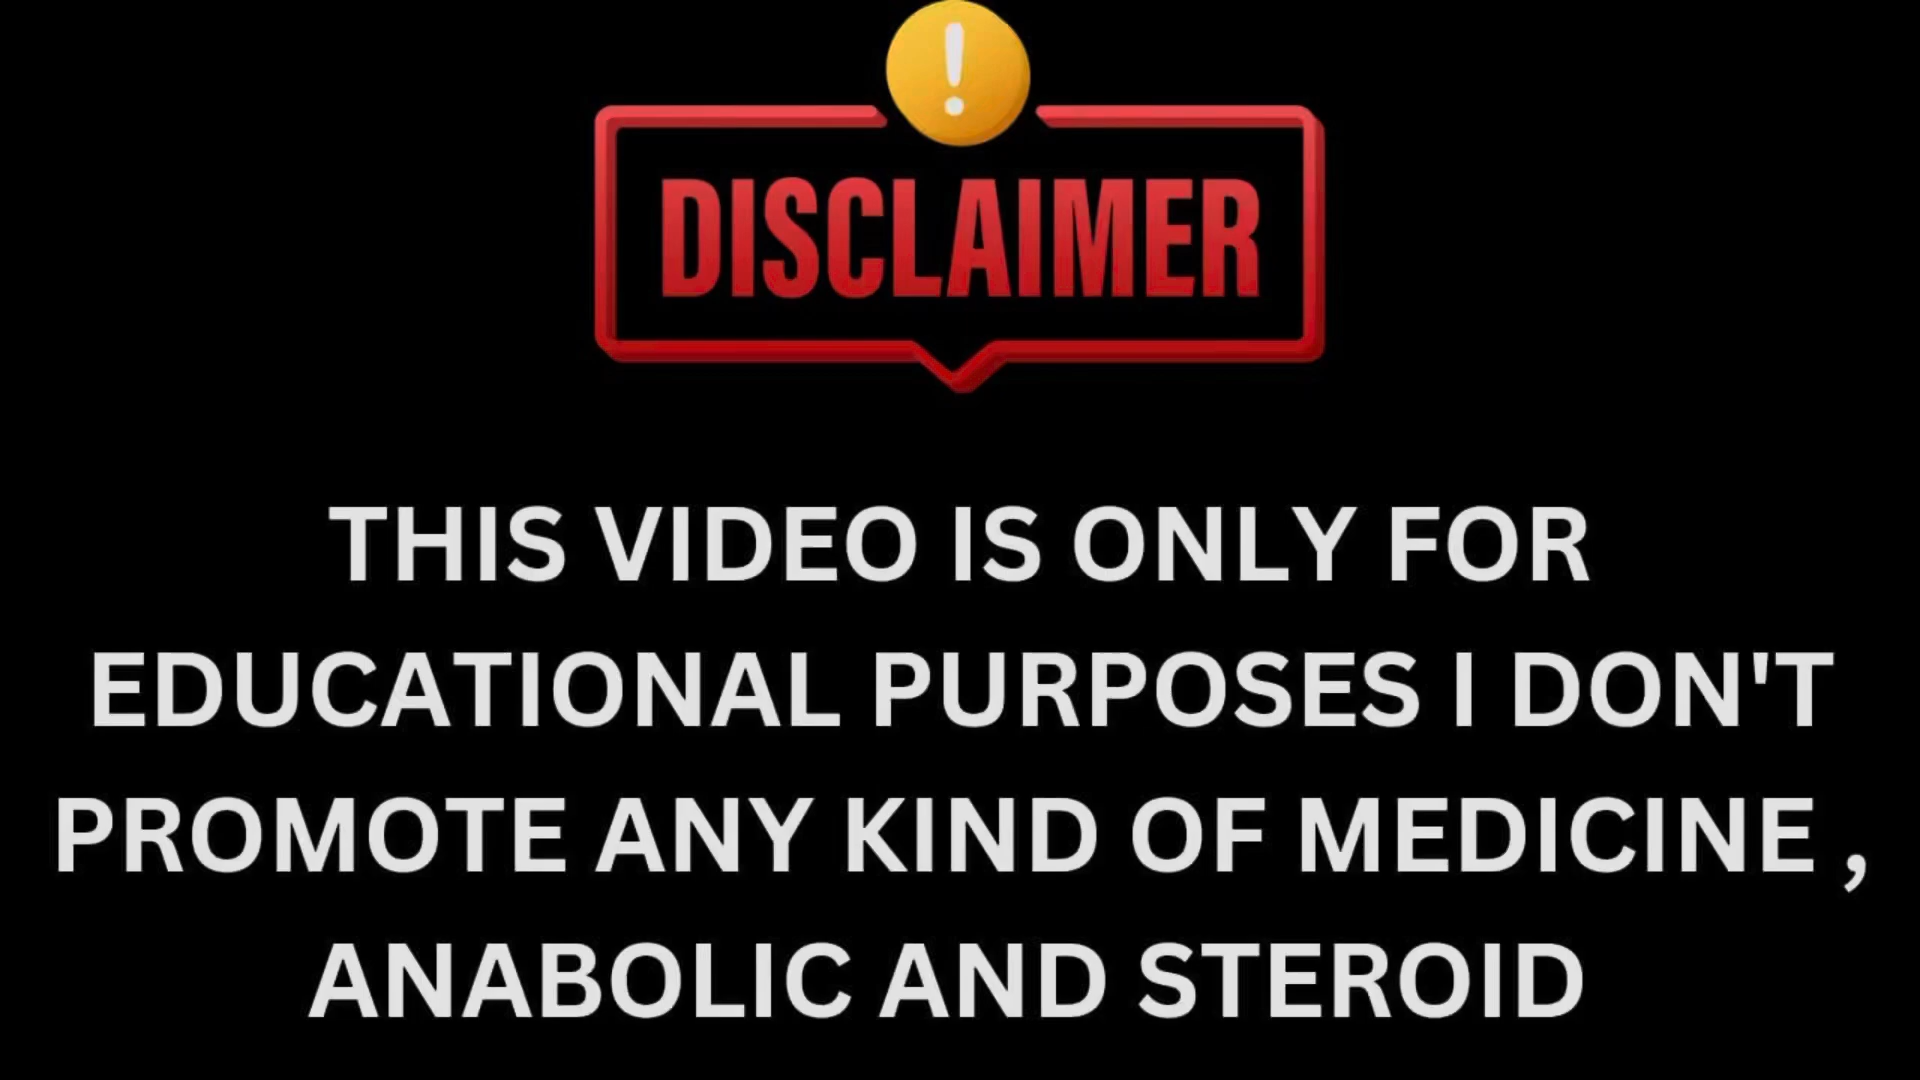 !
DISCLAIMER
THIS VIDEO IS ONLY FOR
EDUCATIONAL PURPOSES I DON'T
PROMOTE ANY KIND OF MEDICINE ,
ANABOLIC AND STEROID